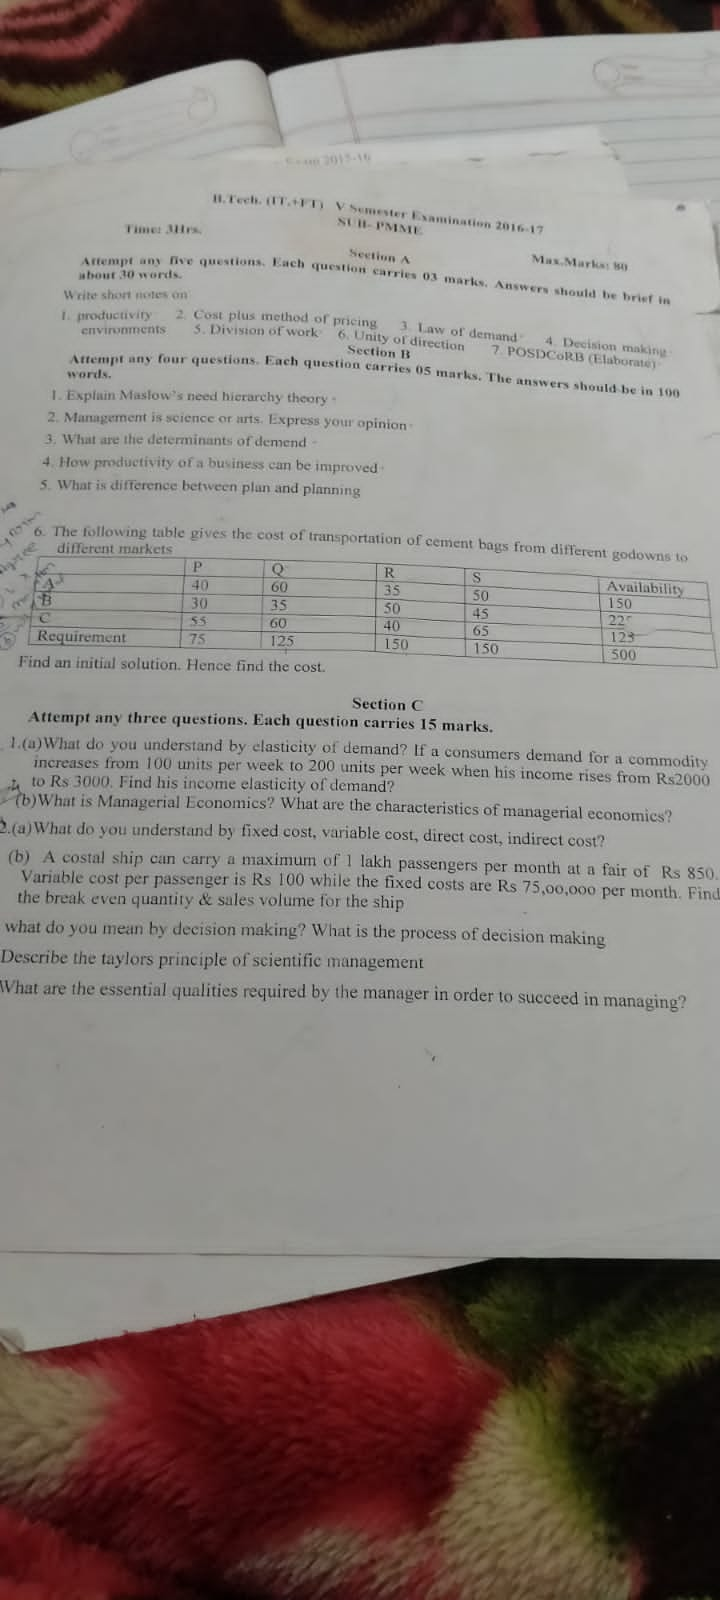 Exam 2015-16
B.Tech. (IT.+FT) V Semester Examination 2016-17
SUB- PMME
Time: 3Hrs.
Max.Marks: 80
Section A
Attempt any five questions. Each question carries 03 marks. Answers should be brief in
about 30 words.
Write short notes on
1. productivity 2. Cost plus method of pricing 3. Law of demand 4. Decision making
environments 5. Division of work 6. Unity of direction 7. POSDCoRB (Elaborate)
Section B
Attempt any four questions. Each question carries 05 marks. The answers should be in 100
words.
1. Explain Maslow's need hierarchy theory
2. Management is science or arts. Express your opinion
3. What are the determinants of demend
4. How productivity of a business can be improved
5. What is difference between plan and planning
6. The following table gives the cost of transportation of cement bags from different godowns to
different markets
P Q R S Availability
A 40 60 35 50 150
B 30 35 50 45 225
C 55 60 40 65 125
Requirement 75 125 150 150 500
Find an initial solution. Hence find the cost.
Section C
Attempt any three questions. Each question carries 15 marks.
1.(a)What do you understand by elasticity of demand? If a consumers demand for a commodity
increases from 100 units per week to 200 units per week when his income rises from Rs2000
to Rs 3000. Find his income elasticity of demand?
(b)What is Managerial Economics? What are the characteristics of managerial economics?
2.(a)What do you understand by fixed cost, variable cost, direct cost, indirect cost?
(b) A costal ship can carry a maximum of 1 lakh passengers per month at a fair of Rs 850.
Variable cost per passenger is Rs 100 while the fixed costs are Rs 75,oo,ooo per month. Find
the break even quantity & sales volume for the ship
what do you mean by decision making? What is the process of decision making
Describe the taylors principle of scientific management
What are the essential qualities required by the manager in order to succeed in managing?